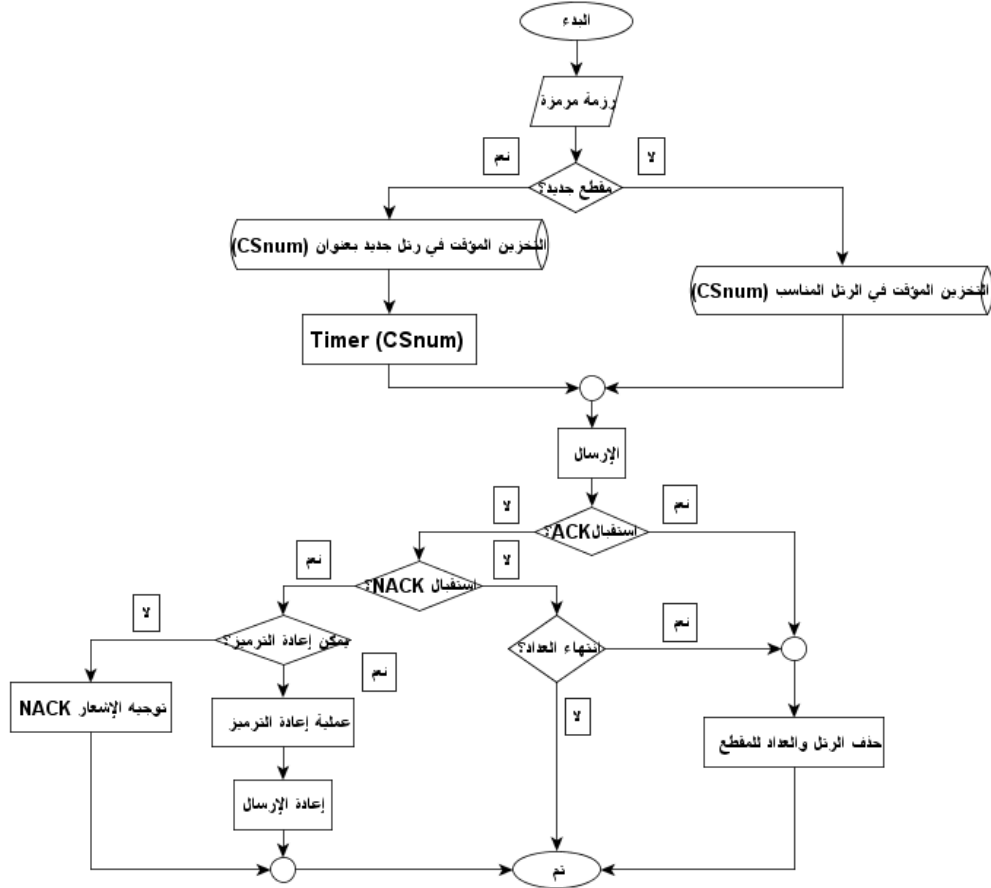 البدء
رزمة مرمزة
نعم
لا
مقطع جديد؟
التخزين المؤقت في رتل جديد بعنوان (CSnum)
التخزين المؤقت في الرتل المناسب (CSnum)
Timer (CSnum)
الإرسال
لا
نعم
استقبالACK؟
نعم
لا
استقبال NACK؟
لا
يمكن إعادة الترميز؟
نعم
انتهاء العداد؟
نعم
لا
توجيه الإشعار NACK
عملية إعادة الترميز
حذف الرتل والعداد للمقطع
إعادة الإرسال
تم